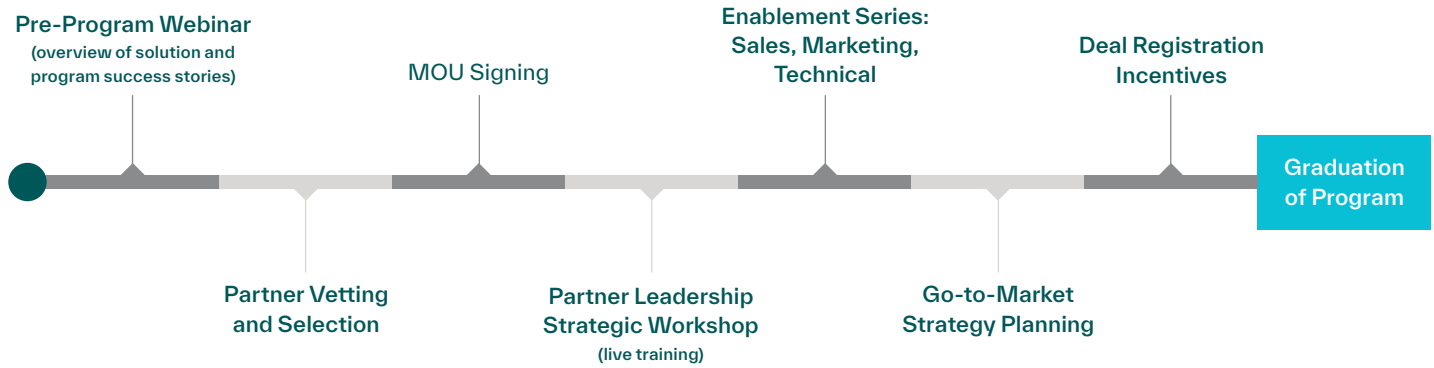 Pre-Program Webinar
(overview of solution and
program success stories)
Partner Vetting
and Selection
MOU Signing
Partner Leadership
Strategic Workshop
(live training)
Enablement Series:
Sales, Marketing,
Technical
Go-to-Market
Strategy Planning
Deal Registration
Incentives
Graduation
of Program